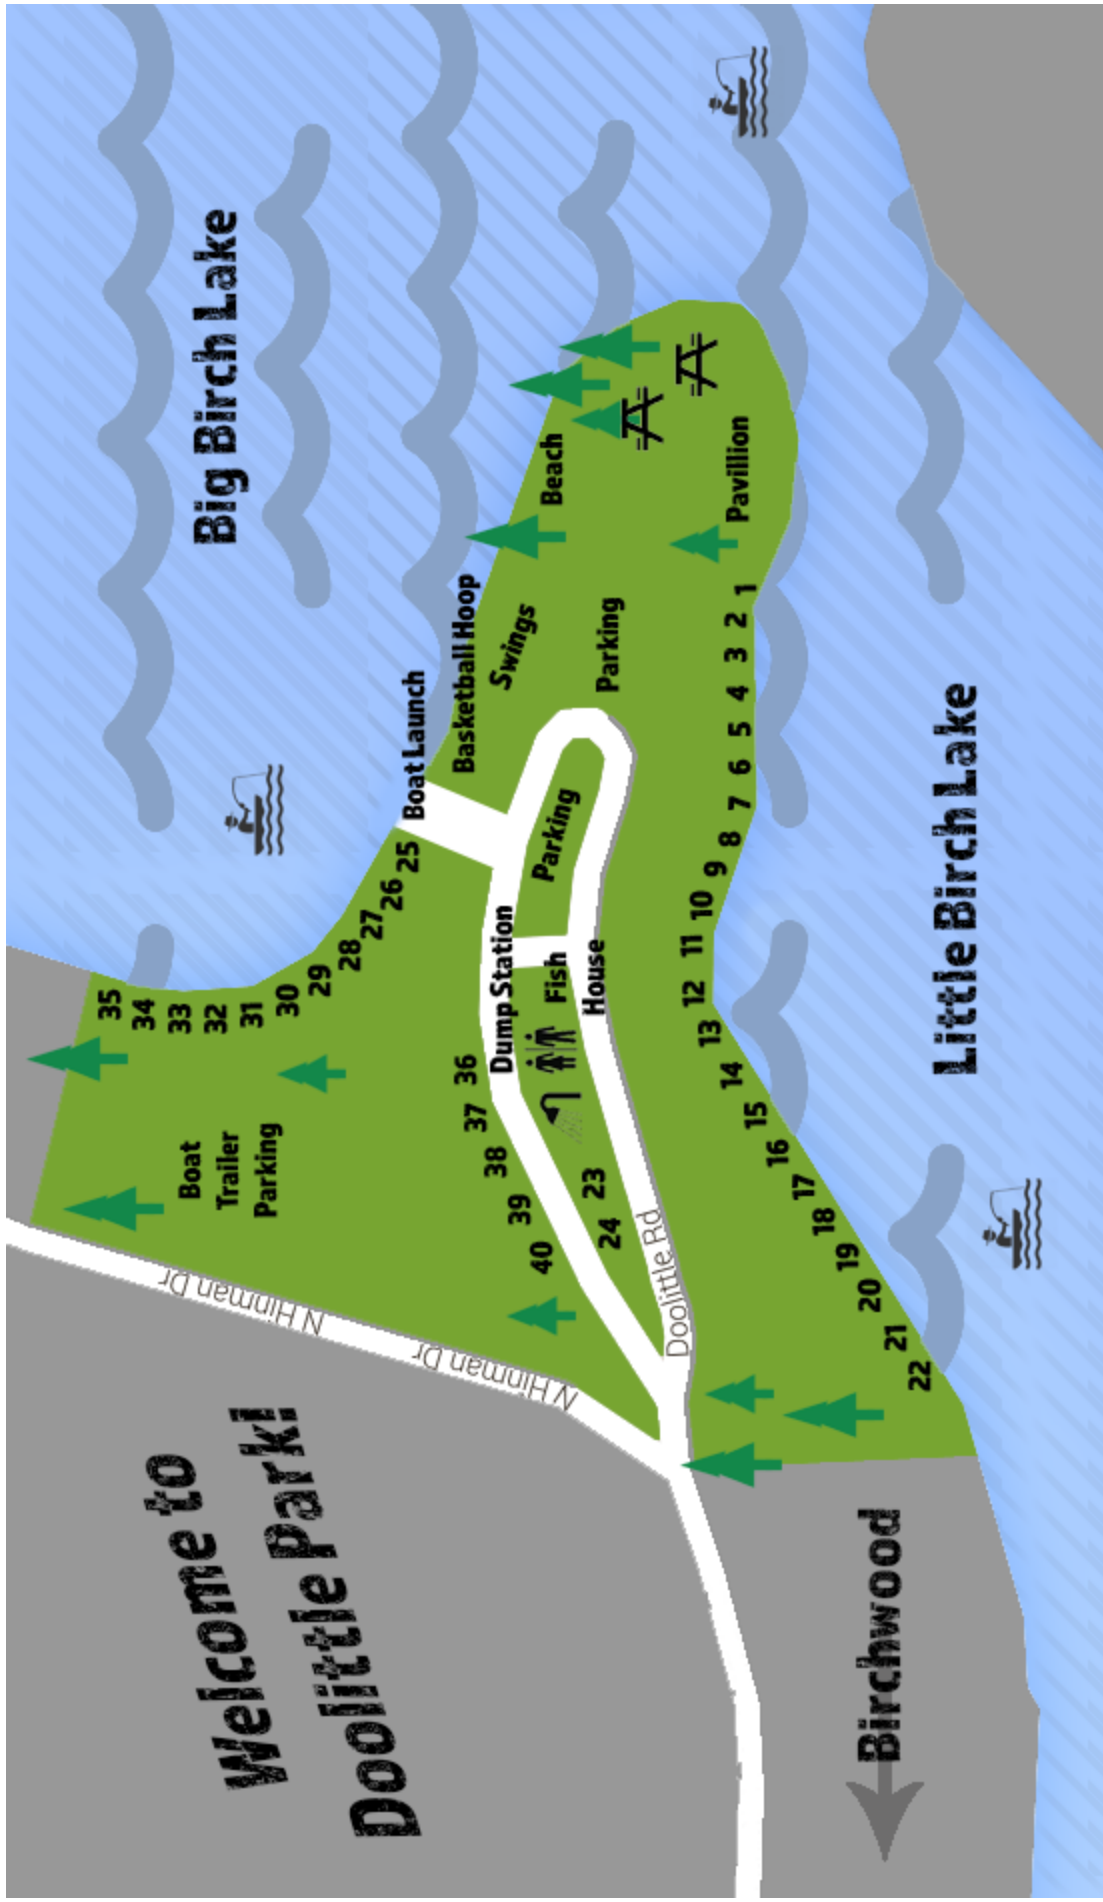 Welcome to
Doolittle Park!
Big Birch Lake
Little Birch Lake
Birchwood
N Hinman Dr
N Hinman Dr
Doolittle Rd
Boat
Trailer
Parking
35
34
33
32
31
30
29
28
27
26
25
Boat Launch
Basketball Hoop
Swings
Beach
Pavillion
Parking
Parking
Dump Station
Fish
House
36
37
38
39
40
23
24
1
2
3
4
5
6
7
8
9
10
11
12
13
14
15
16
17
18
19
20
21
22